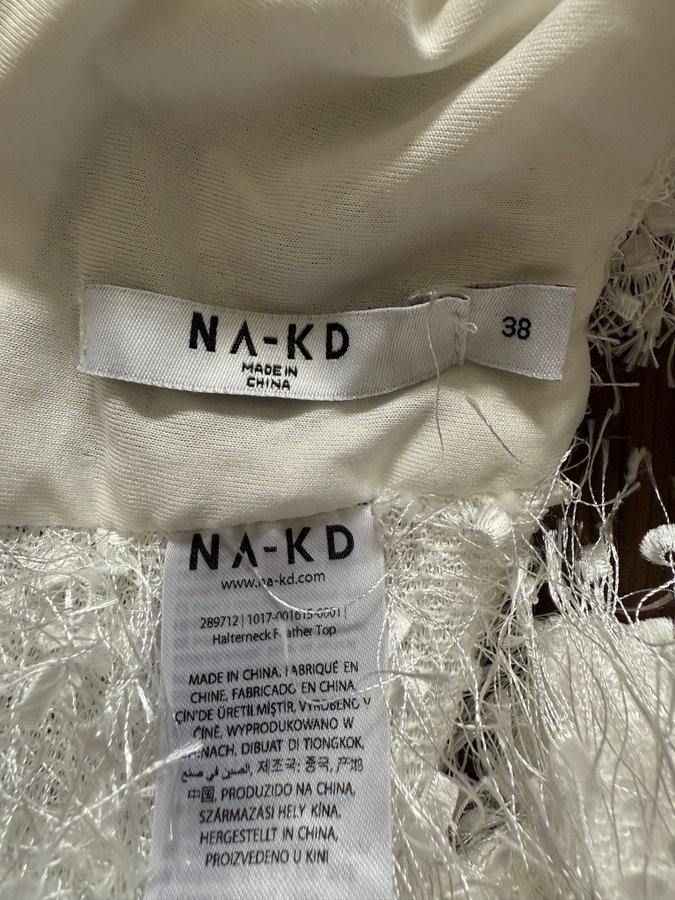 NA-KD
MADE IN
CHINA
38
NA-KD
www.na-kd.com
289712 | 1017-001615-0001 |
Halterneck Feather Top
MADE IN CHINA, FABRIQUÉ EN
CHINE, FABRICADO EN CHINA
ÇİN'DE ÜRETİLMİŞTİR, VYROBENO V
ČÍNĚ, WYPRODUKOWANO W
CHINACH, DIBUAT DI TIONGKOK,
الصين في صنع, 제조국: 중국, 产地:
中国, PRODUZIDO NA CHINA,
SZÁRMAZÁSI HELY KÍNA,
HERGESTELLT IN CHINA,
PROIZVEDENO U KINI